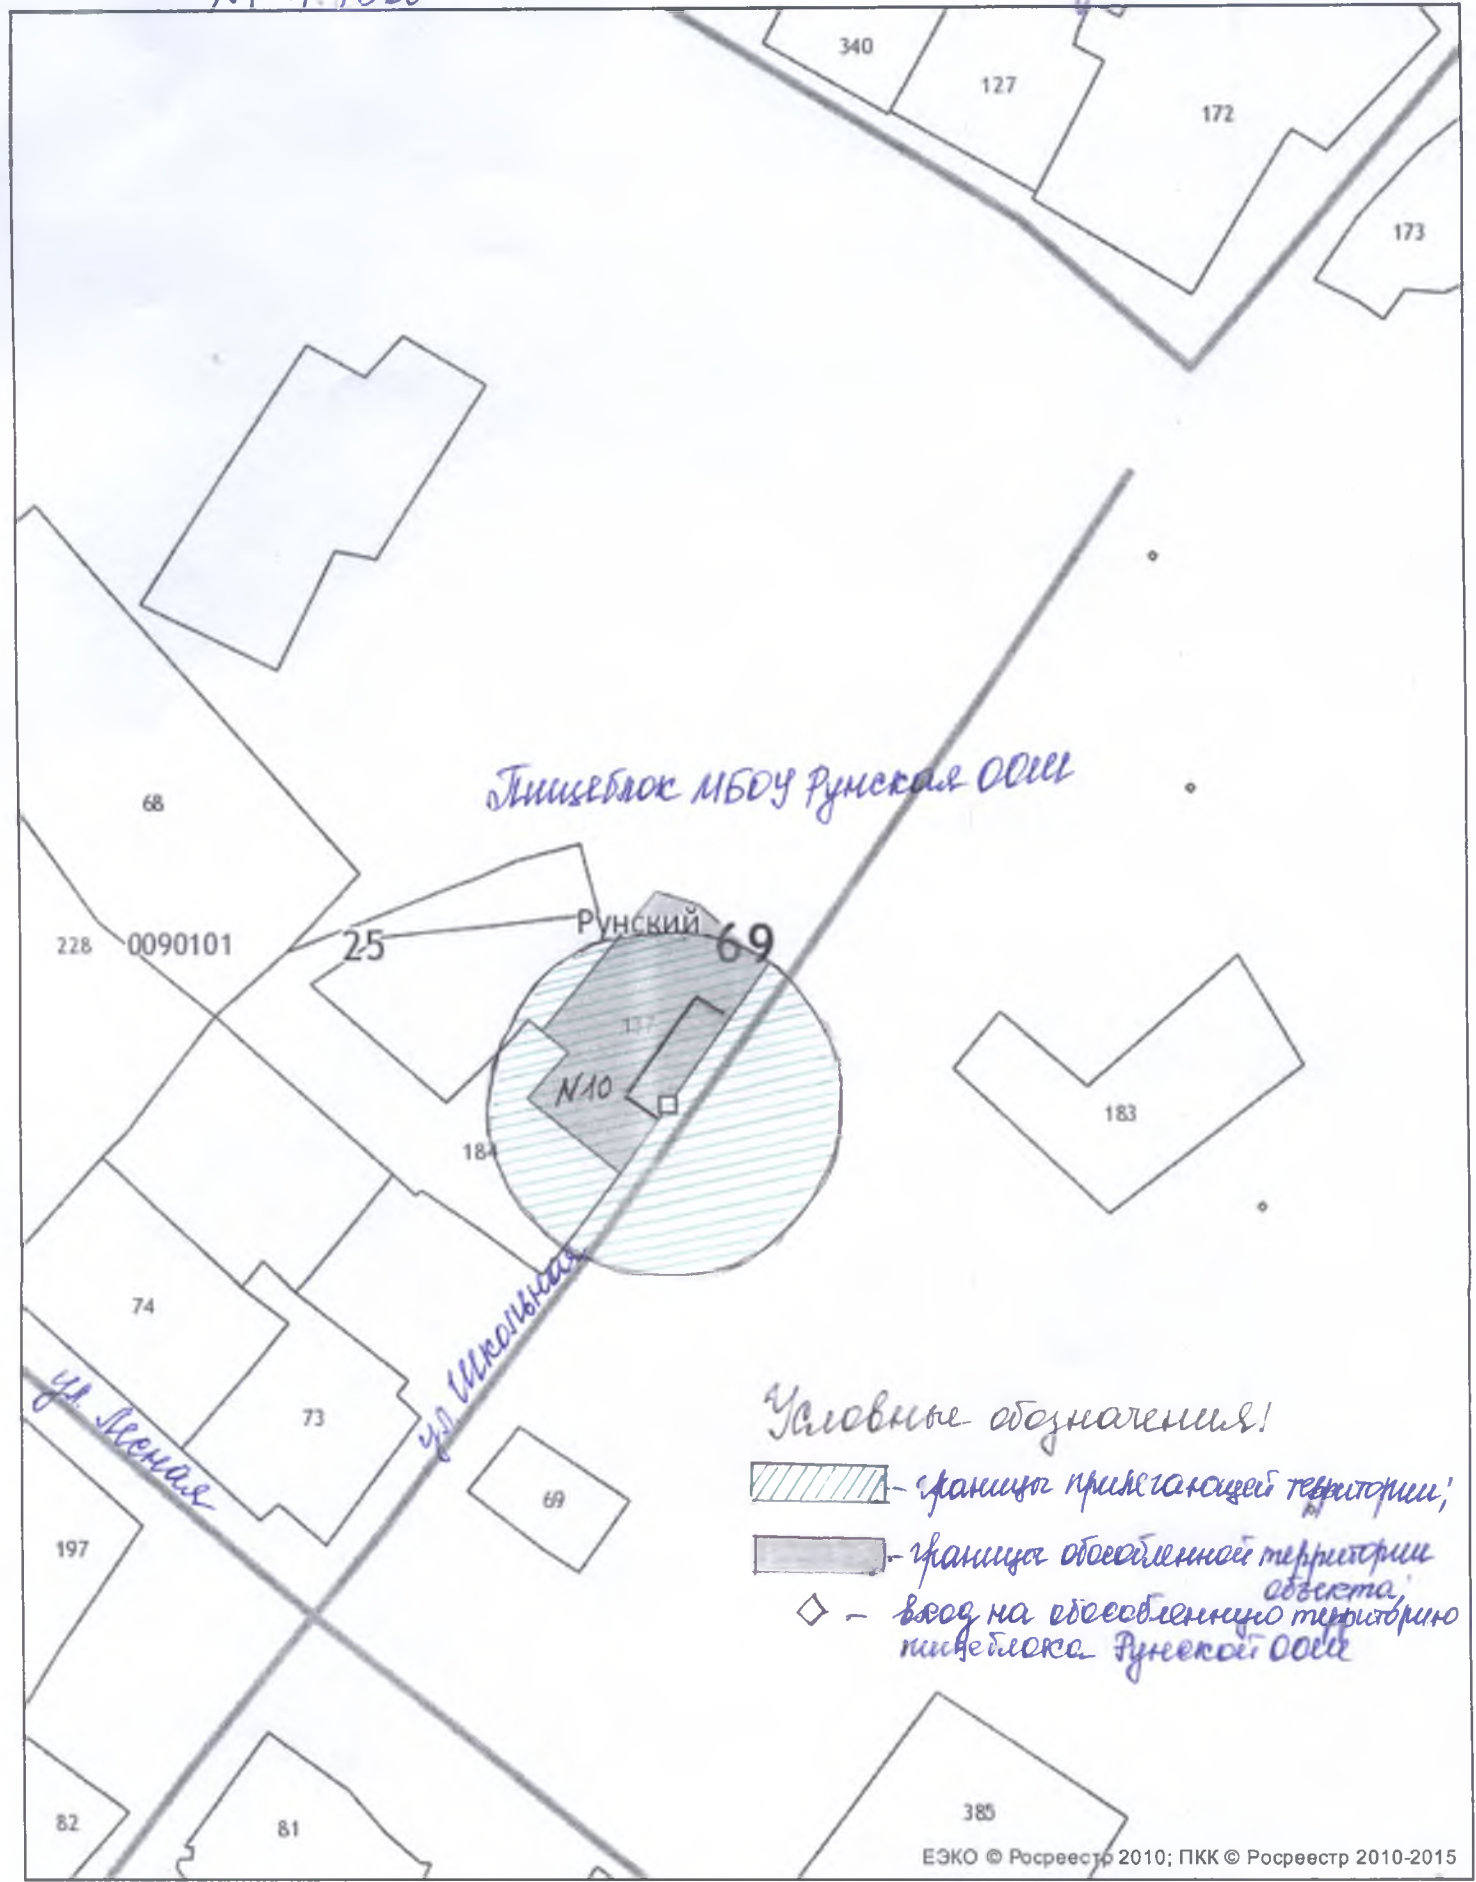 340
127
172
173
Пищеблок МБОУ Рунская ООШ
68
Рунский
228
0090101
25
69
137
N10
184
183
74
ул. Школьная
ул. Лесная
73
69
197
Условные обозначения!
- границы прилегающей территории;
- границы обособленной территории
объекта;
- вход на обособленную территорию
пищеблока Рунской ООШ
82
81
385
ЕЭКО © Росреестр 2010; ПКК © Росреестр 2010-2015